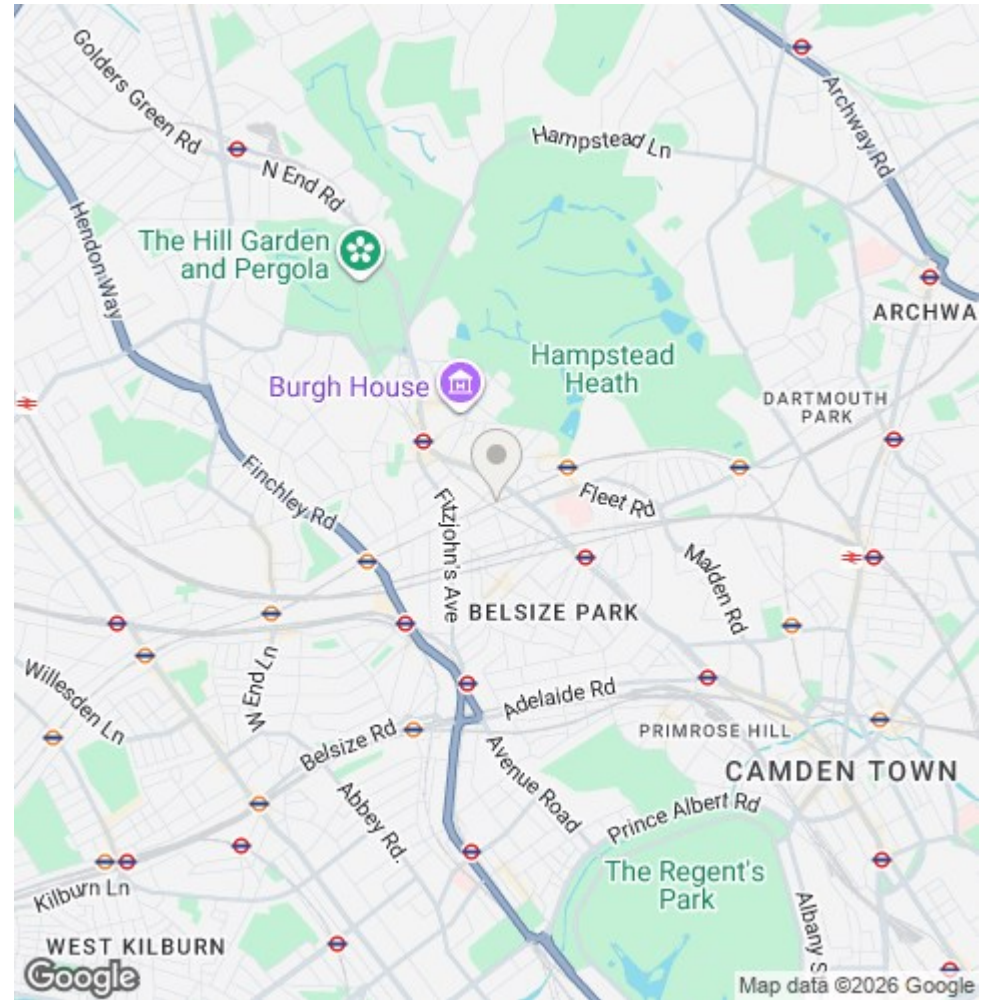 Golders Green Rd
Hampstead Ln
Archway Rd
N End Rd
The Hill Garden
and Pergola
Hendon Way
ARCHWA
Hampstead
Heath
Burgh House
DARTMOUTH
PARK
Finchley Rd
Fitzjohn's Ave
Fleet Rd
Malden Rd
BELSIZE PARK
Willesden Ln
W End Ln
Adelaide Rd
Belsize Rd
PRIMROSE HILL
Avenue Road
CAMDEN TOWN
Abbey Rd.
Prince Albert Rd
The Regent's
Park
Kilburn Ln
Albany S
WEST KILBURN
Google
Map data ©2026 Google